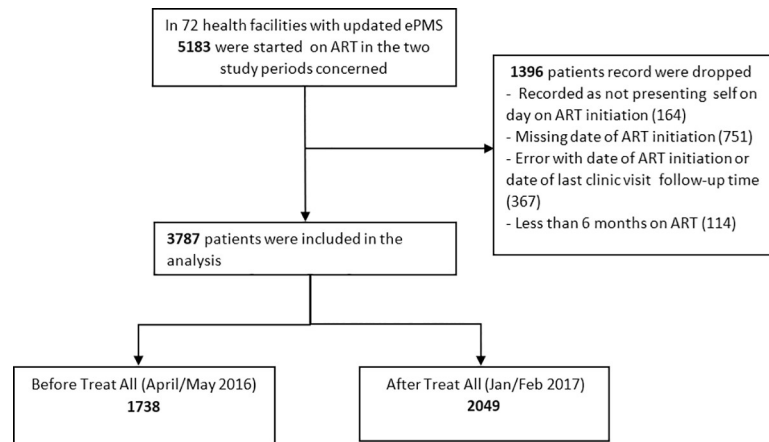 In 72 health facilities with updated ePMS
5183 were started on ART in the two
study periods concerned
1396 patients record were dropped
- Recorded as not presenting self on
day on ART initiation (164)
- Missing date of ART initiation (751)
- Error with date of ART initiation or
date of last clinic visit follow-up time
(367)
- Less than 6 months on ART (114)
3787 patients were included in the
analysis
Before Treat All (April/May 2016)
1738
After Treat All (Jan/Feb 2017)
2049